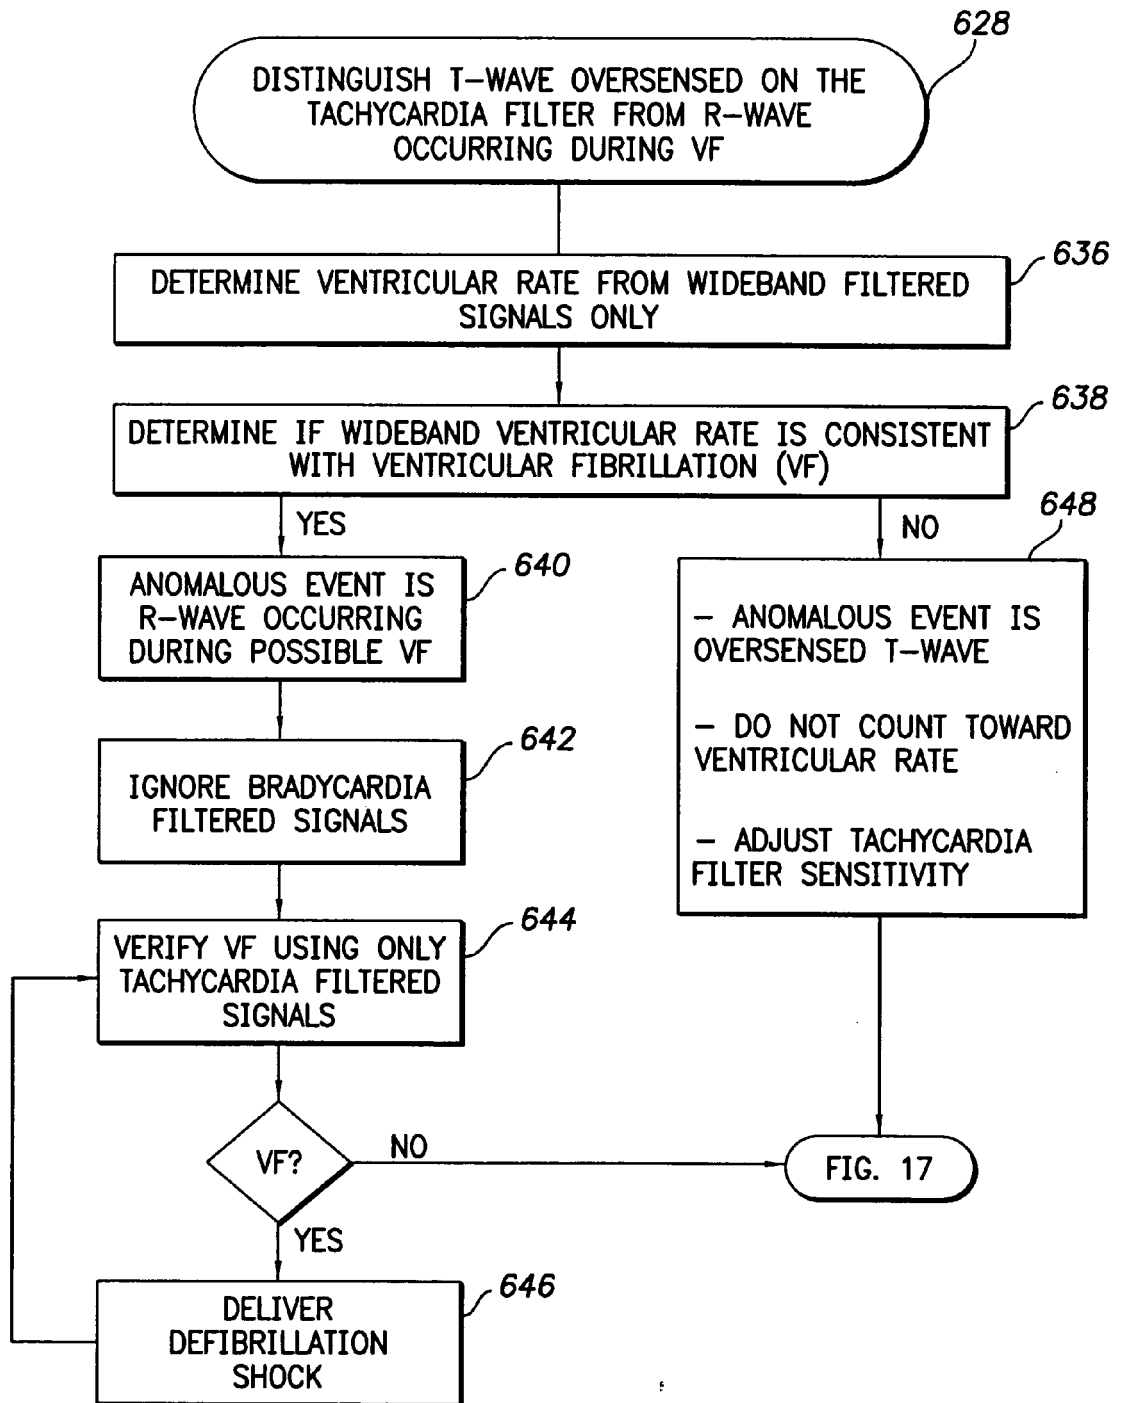 628
DISTINGUISH T-WAVE OVERSENSED ON THE
TACHYCARDIA FILTER FROM R-WAVE
OCCURRING DURING VF
636
DETERMINE VENTRICULAR RATE FROM WIDEBAND FILTERED
SIGNALS ONLY
638
DETERMINE IF WIDEBAND VENTRICULAR RATE IS CONSISTENT
WITH VENTRICULAR FIBRILLATION (VF)
YES
NO
640
ANOMALOUS EVENT IS
R-WAVE OCCURRING
DURING POSSIBLE VF
648
- ANOMALOUS EVENT IS
OVERSENSED T-WAVE
- DO NOT COUNT TOWARD
VENTRICULAR RATE
- ADJUST TACHYCARDIA
FILTER SENSITIVITY
642
IGNORE BRADYCARDIA
FILTERED SIGNALS
644
VERIFY VF USING ONLY
TACHYCARDIA FILTERED
SIGNALS
VF?
NO
FIG. 17
YES
646
DELIVER
DEFIBRILLATION
SHOCK